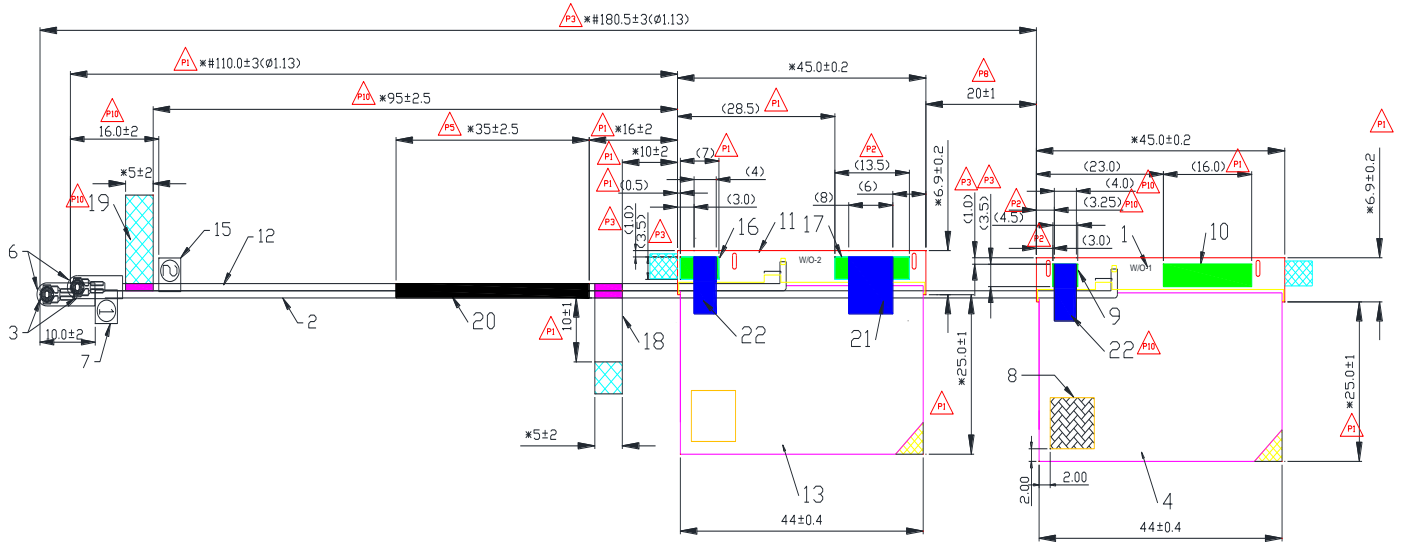 P3 *#180.5±3(Ø1.13)
P1 *#110.0±3(Ø1.13)
*45.0±0.2
P8
20±1
P10 *95±2.5
(28.5) P1
P10
16.0±2
P5 *35±2.5
P1 *16±2
*5±2
P1 *10±2
(7) P1
(4)
P2
(13.5)
(6)
*6.9±0.2
*45.0±0.2
(23.0)
(16.0) P1
P1
*6.9±0.2
P10
19
P1 (0.5)
(3.0)
(8)
P3 P3
(1.0)
(3.5)
(4.0) P10
P2 (3.25) P10
(4.5)
P2 (3.0)
P3
(1.0)
(3.5)
P3
15
12
16
11
17
W/O-2
1
10
W/O-1
6
2
3
1
10.0±2
7
2
20
P1
10±1
18
22
21
*25.0±1
P1
9
22 P10
8
*25.0±1
P1
*5±2
13
2.00
2.00
4
44±0.4
44±0.4